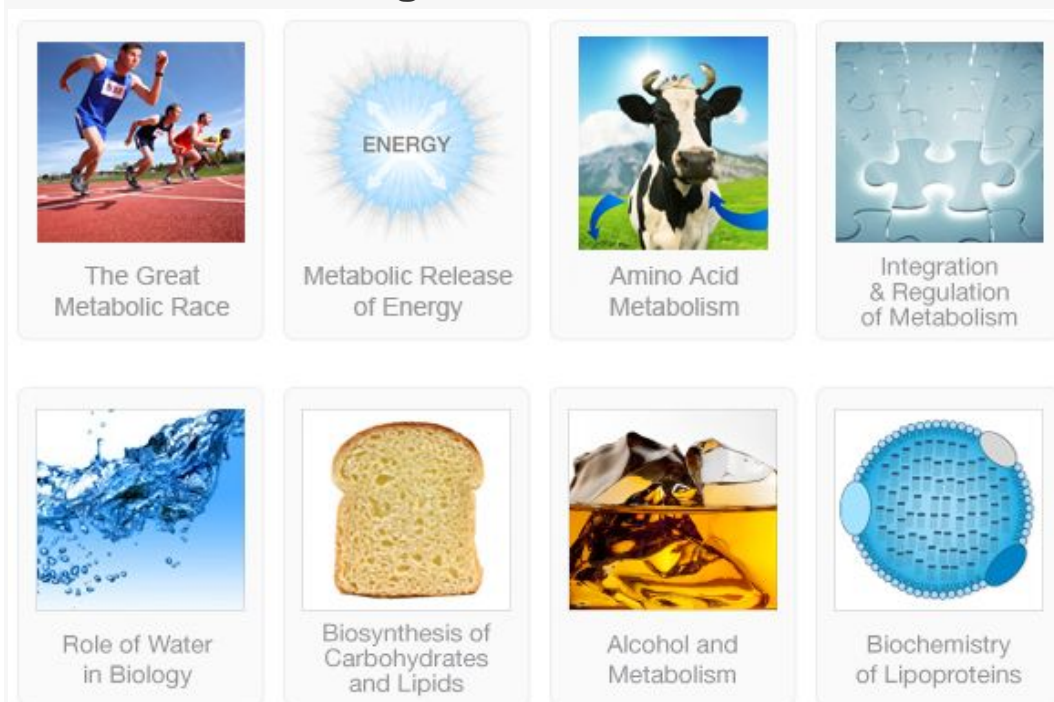 The Great
Metabolic Race
ENERGY
Metabolic Release
of Energy
Amino Acid
Metabolism
Integration
& Regulation
of Metabolism
Role of Water
in Biology
Biosynthesis of
Carbohydrates
and Lipids
Alcohol and
Metabolism
Biochemistry
of Lipoproteins